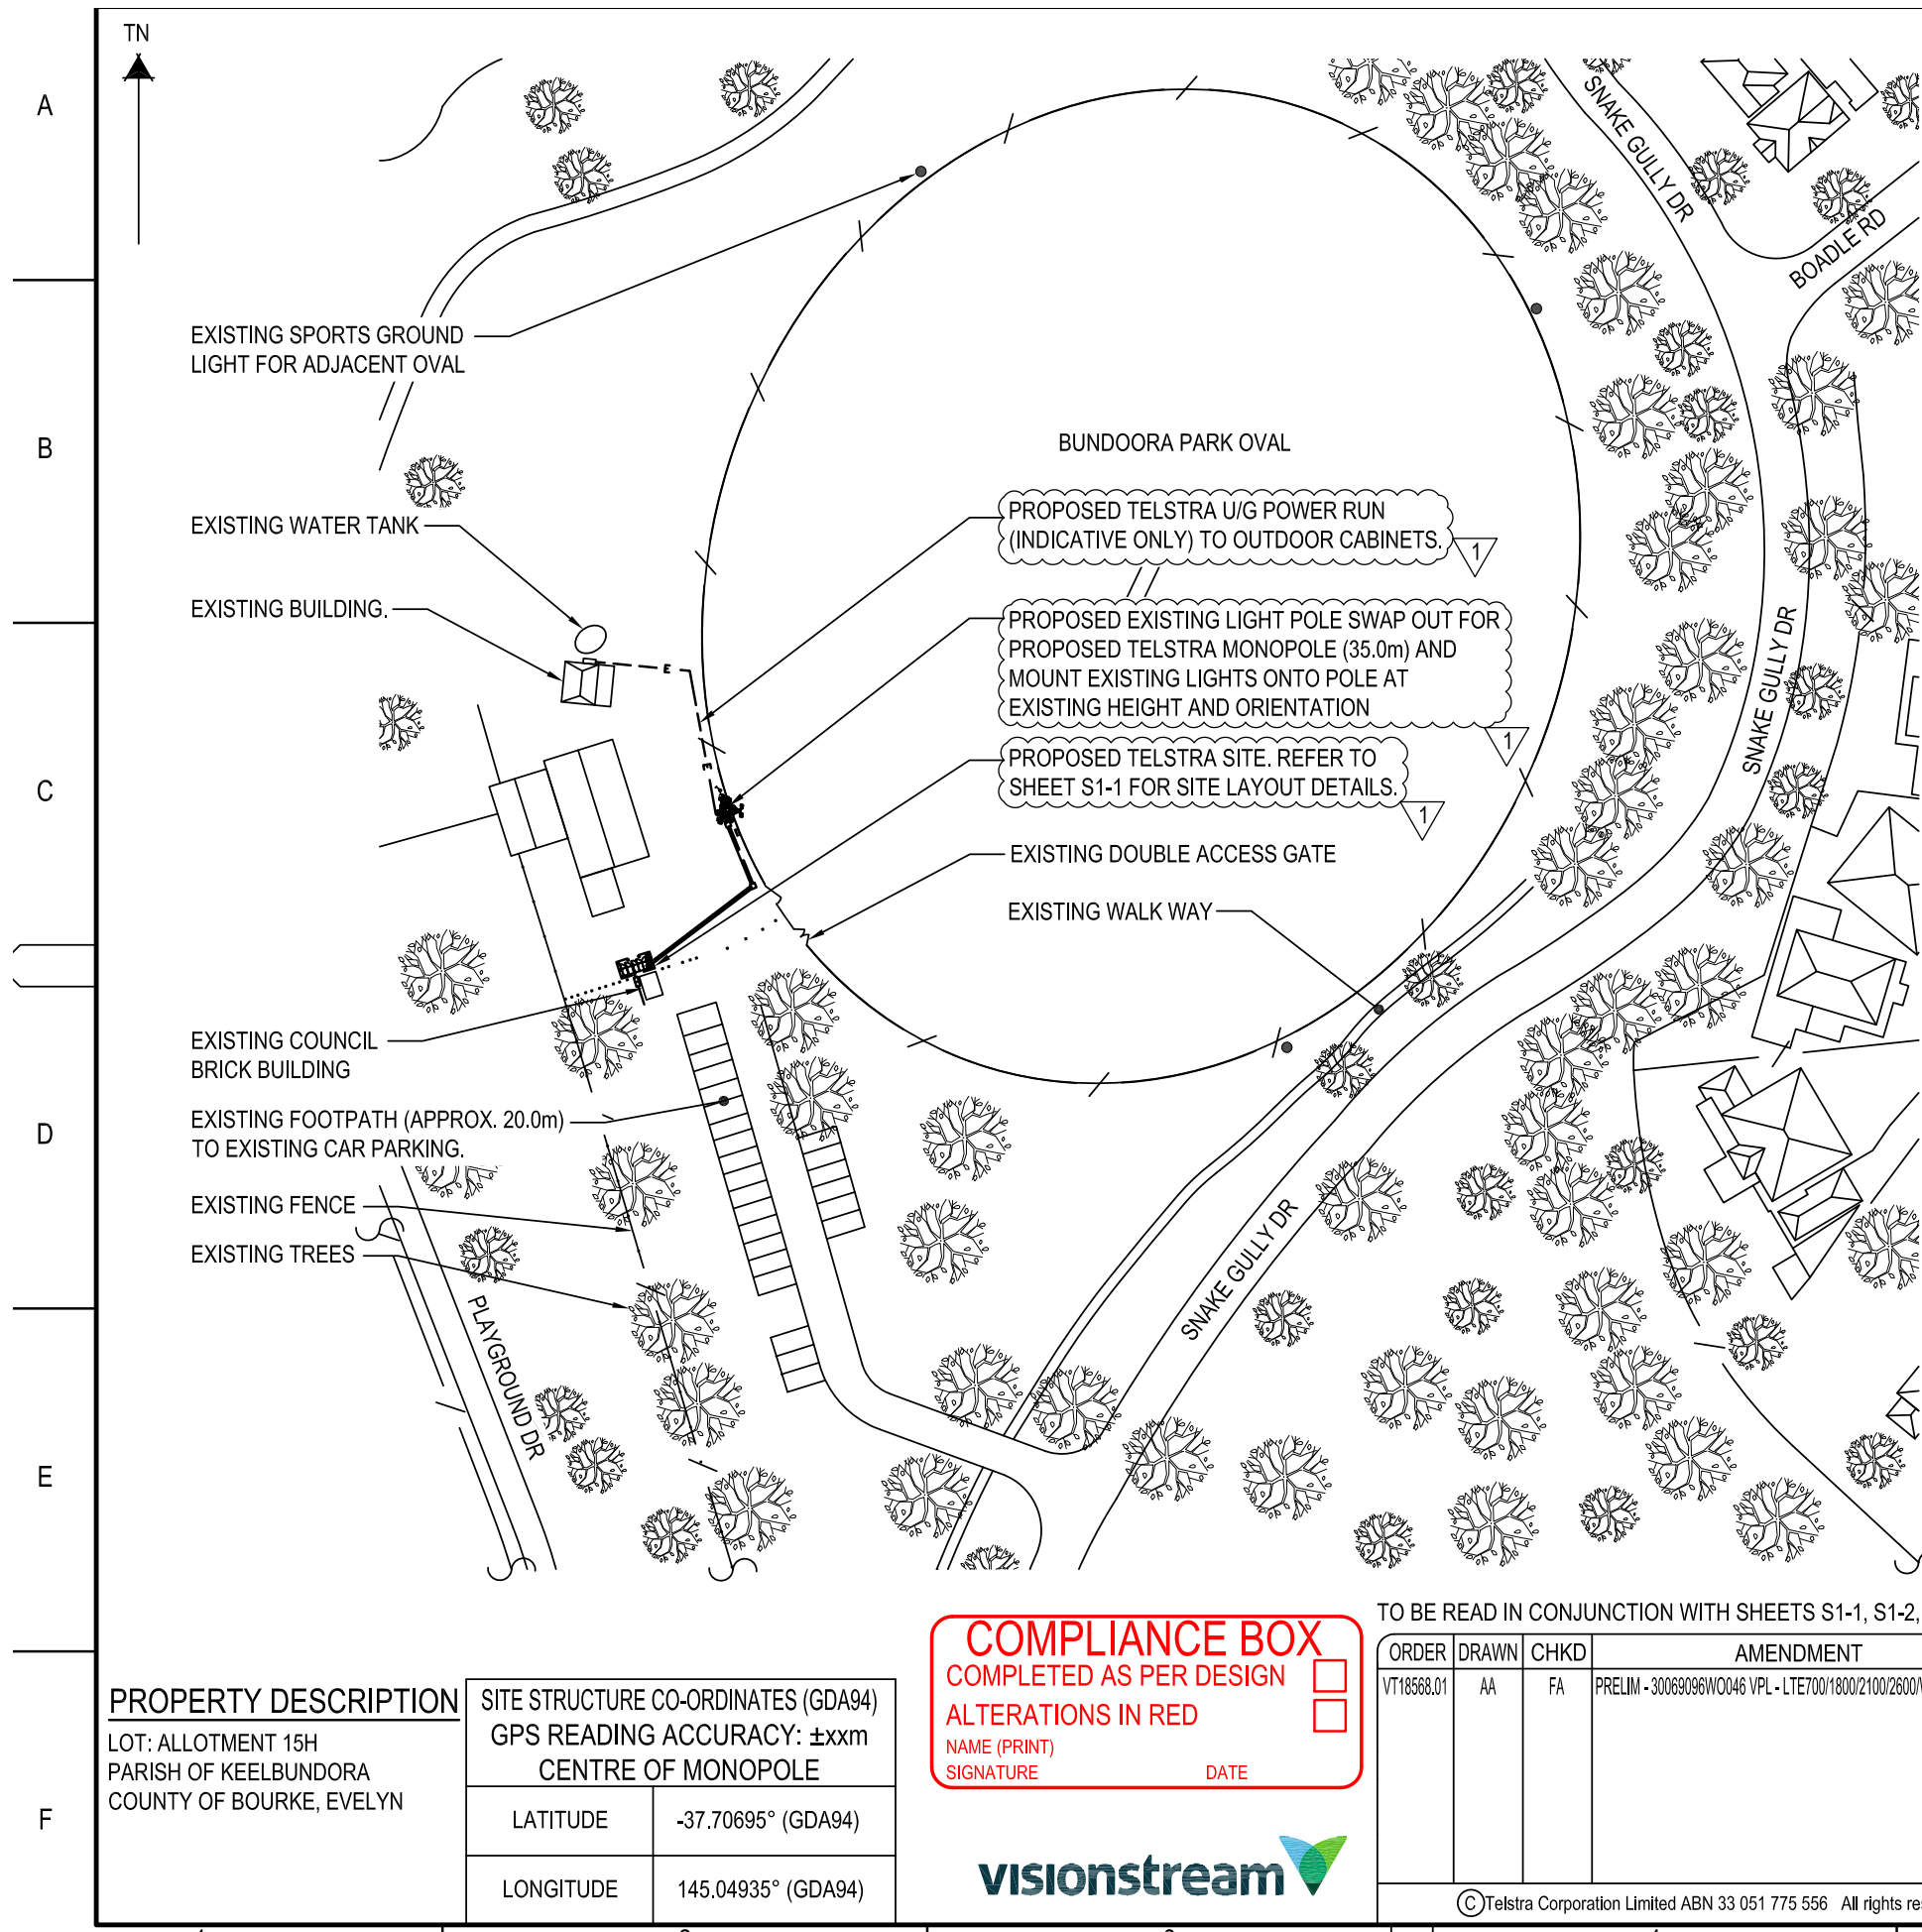 TN
A
B
C
D
E
F
SNAKE GULLY DR
BOADLE RD
EXISTING SPORTS GROUND
LIGHT FOR ADJACENT OVAL
BUNDOORA PARK OVAL
EXISTING WATER TANK
PROPOSED TELSTRA U/G POWER RUN
(INDICATIVE ONLY) TO OUTDOOR CABINETS.
1
EXISTING BUILDING.
PROPOSED EXISTING LIGHT POLE SWAP OUT FOR
PROPOSED TELSTRA MONOPOLE (35.0m) AND
MOUNT EXISTING LIGHTS ONTO POLE AT
EXISTING HEIGHT AND ORIENTATION
1
E
E
SNAKE GULLY DR
PROPOSED TELSTRA SITE. REFER TO
SHEET S1-1 FOR SITE LAYOUT DETAILS.
1
EXISTING DOUBLE ACCESS GATE
EXISTING WALK WAY
EXISTING COUNCIL
BRICK BUILDING
EXISTING FOOTPATH (APPROX. 20.0m)
TO EXISTING CAR PARKING.
EXISTING FENCE
EXISTING TREES
SNAKE GULLY DR
PLAYGROUND DR
TO BE READ IN CONJUNCTION WITH SHEETS S1-1, S1-2,
PROPERTY DESCRIPTION
LOT: ALLOTMENT 15H
PARISH OF KEELBUNDORA
COUNTY OF BOURKE, EVELYN
SITE STRUCTURE CO-ORDINATES (GDA94)
GPS READING ACCURACY: ±xxm
CENTRE OF MONOPOLE
LATITUDE -37.70695° (GDA94)
LONGITUDE 145.04935° (GDA94)
COMPLIANCE BOX
COMPLETED AS PER DESIGN
ALTERATIONS IN RED
NAME (PRINT)
SIGNATURE DATE
visionstream
ORDER DRAWN CHKD AMENDMENT
VT18568.01 AA FA PRELIM - 30069096WO046 VPL - LTE700/1800/2100/2600/
©Telstra Corporation Limited ABN 33 051 775 556 All rights